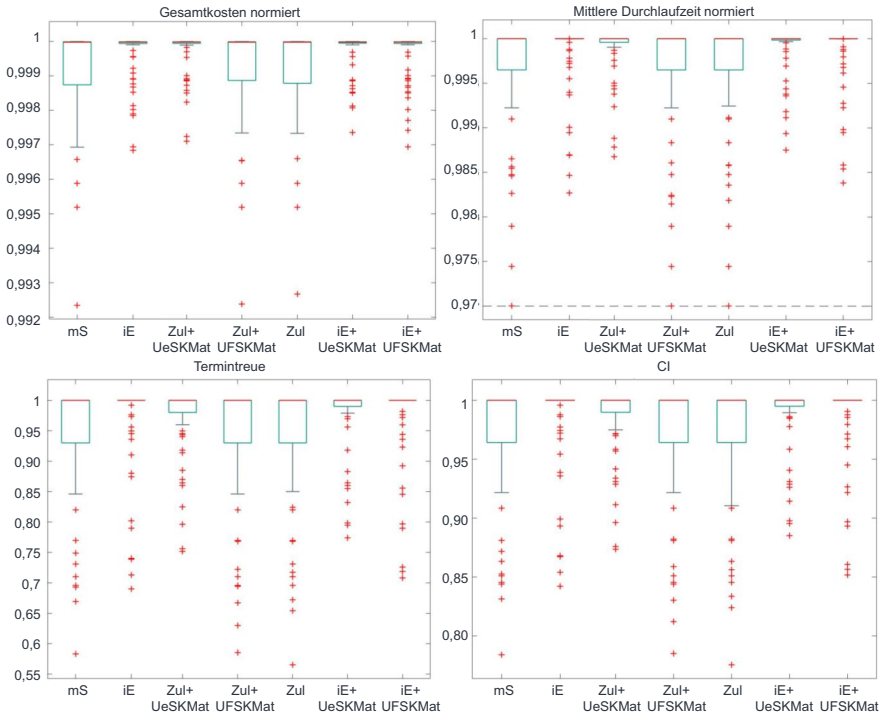 Gesamtkosten normiert
1
0,999
0,998
0,997
0,996
0,995
0,994
0,993
0,992
mS
iE
Zul+
UeSKMat
Zul+
UFSKMat
Zul
iE+
UeSKMat
iE+
UFSKMat
Mittlere Durchlaufzeit normiert
1
0,995
0,99
0,985
0,98
0,975
0,97
mS
iE
Zul+
UeSKMat
Zul+
UFSKMat
Zul
iE+
UeSKMat
iE+
UFSKMat
Termintreue
1
0,95
0,90
0,85
0,80
0,75
0,7
0,65
0,6
0,55
mS
iE
Zul+
UeSKMat
Zul+
UFSKMat
Zul
iE+
UeSKMat
iE+
UFSKMat
CI
1
0,95
0,90
0,85
0,80
mS
iE
Zul+
UeSKMat
Zul+
UFSKMat
Zul
iE+
UeSKMat
iE+
UFSKMat